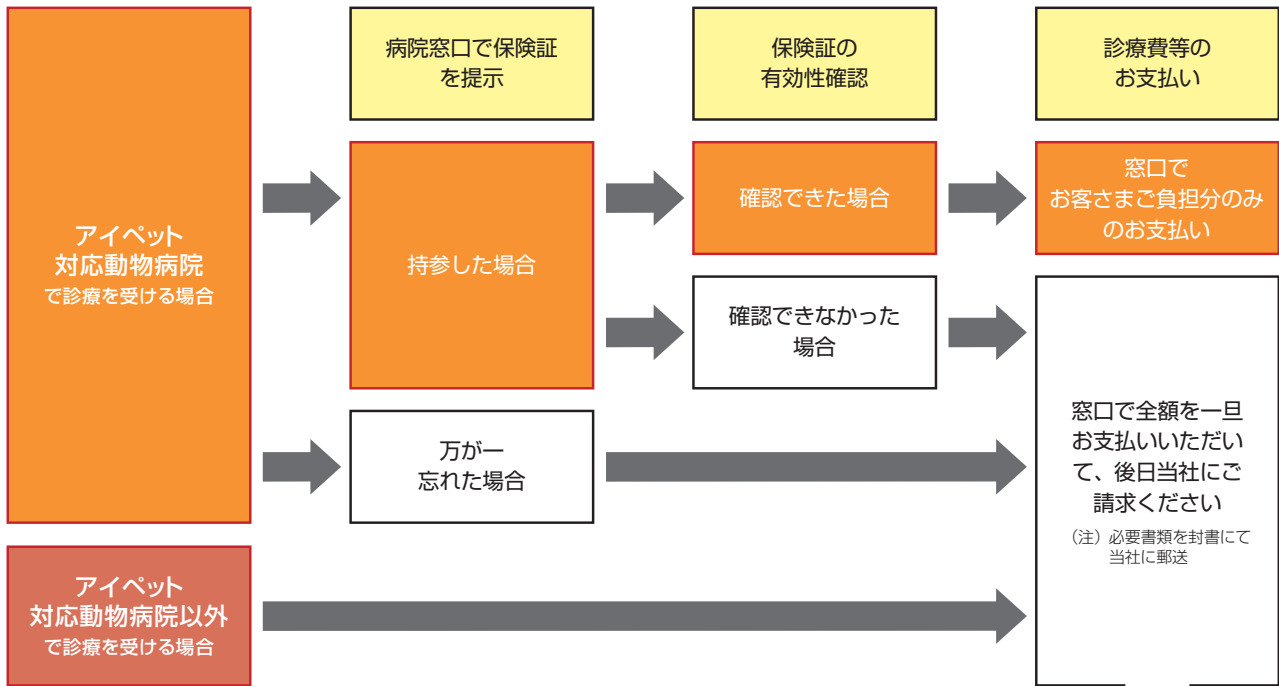 病院窓口で保険証
を提示
保険証の
有効性確認
診療費等の
お支払い
アイペット
対応動物病院
で診療を受ける場合
持参した場合
確認できた場合
窓口で
お客さまご負担分のみ
のお支払い
確認できなかった
場合
万が一
忘れた場合
窓口で全額を一旦
お支払いいただい
て、後日当社にご
請求ください
（注）必要書類を封書にて
当社に郵送
アイペット
対応動物病院以外
で診療を受ける場合